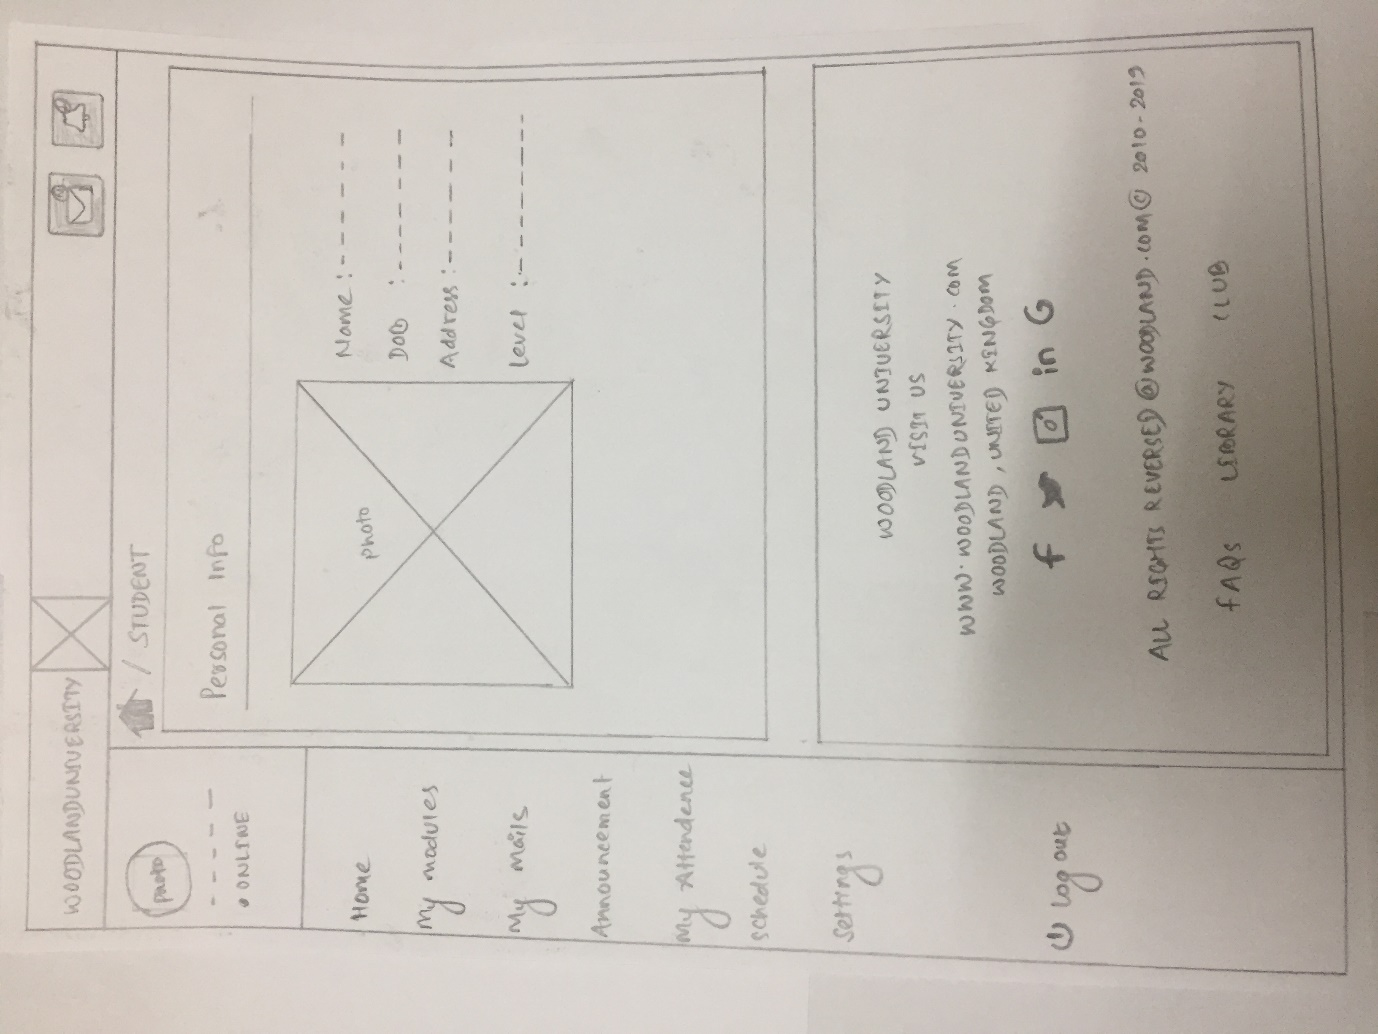 WOODLANDUNIVERSITY
🏠 / STUDENT
photo
- - - - -
• ONLINE
Home
My modules
My mails
Announcement
My Attendence
schedule
settings
Log out
Personal Info
photo
Name :- - - - - -
DOB :- - - - - -
Address :- - - - - -
Level :- - - - - - -
WOODLAND UNIVERSITY
VISIT US
WWW.WOODLANDUNIVERSITY.COM
WOODLAND, UNITED KINGDOM
f in G
ALL RIGHTS REVERSED @WOODLAND.COM © 2010-2019
FAQs LIBRARY CLUB